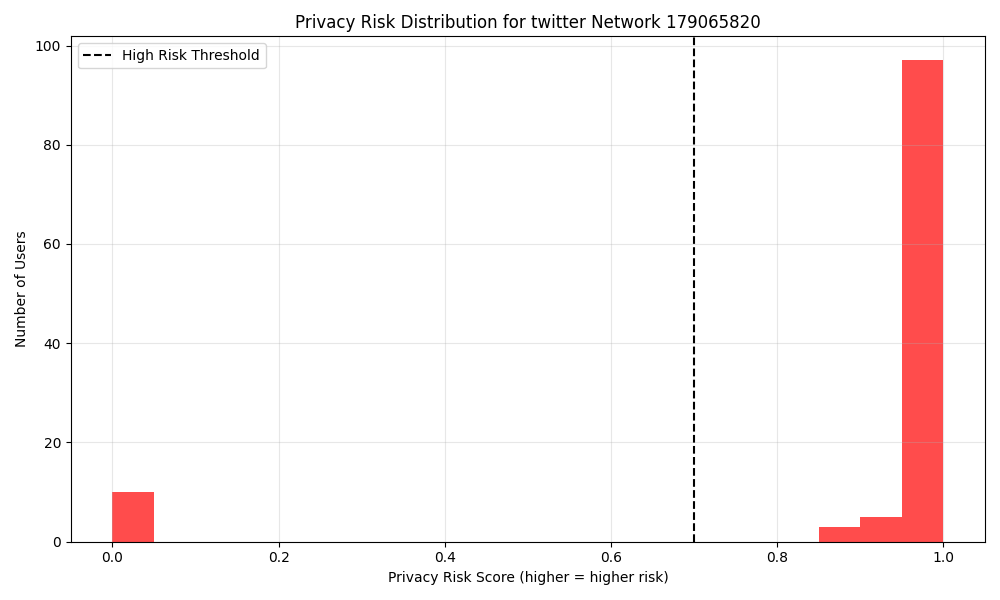 Privacy Risk Distribution for twitter Network 179065820
High Risk Threshold
100
80
60
40
20
0
Number of Users
0.0 0.2 0.4 0.6 0.8 1.0
Privacy Risk Score (higher = higher risk)